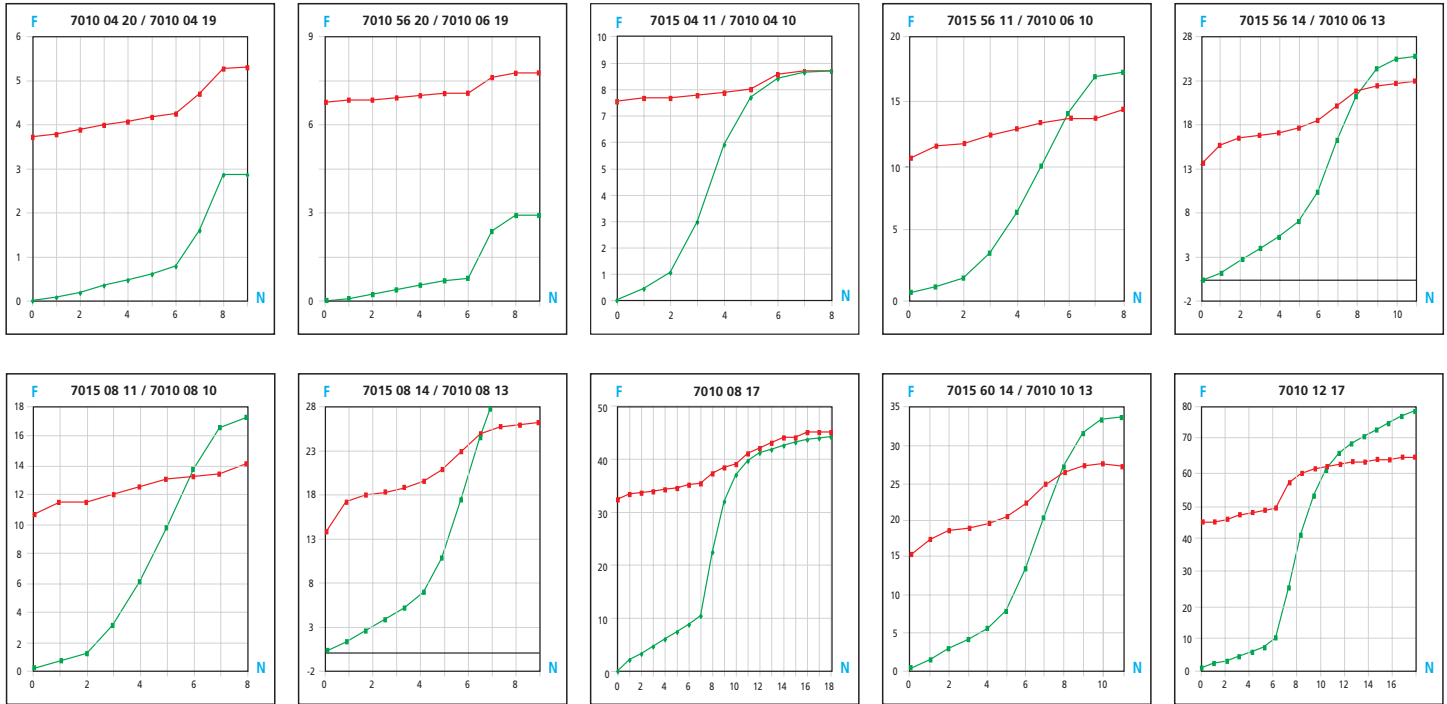 F 7010 04 20 / 7010 04 19
6
5
4
3
2
1
0
0 2 4 6 8
N
F 7010 56 20 / 7010 06 19
9
6
3
0
0 2 4 6 8
N
F 7015 04 11 / 7010 04 10
10
9
8
7
6
5
4
3
2
1
0
0 2 4 6 8
N
F 7015 56 11 / 7010 06 10
20
15
10
5
0
0 2 4 6 8
N
F 7015 56 14 / 7010 06 13
28
23
18
13
8
3
-2
0 2 4 6 8 10
N
F 7015 08 11 / 7010 08 10
18
16
14
12
10
8
6
4
2
0
0 2 4 6 8
N
F 7015 08 14 / 7010 08 13
28
23
18
13
8
3
-2
0 2 4 6 8
N
F 7010 08 17
50
40
30
20
10
0
0 2 4 6 8 10 12 14 16 18
N
F 7015 60 14 / 7010 10 13
35
30
25
20
15
10
5
0
0 2 4 6 8 10
N
F 7010 12 17
80
70
60
50
40
30
20
10
0
0 2 4 6 8 10 12 14 16
N